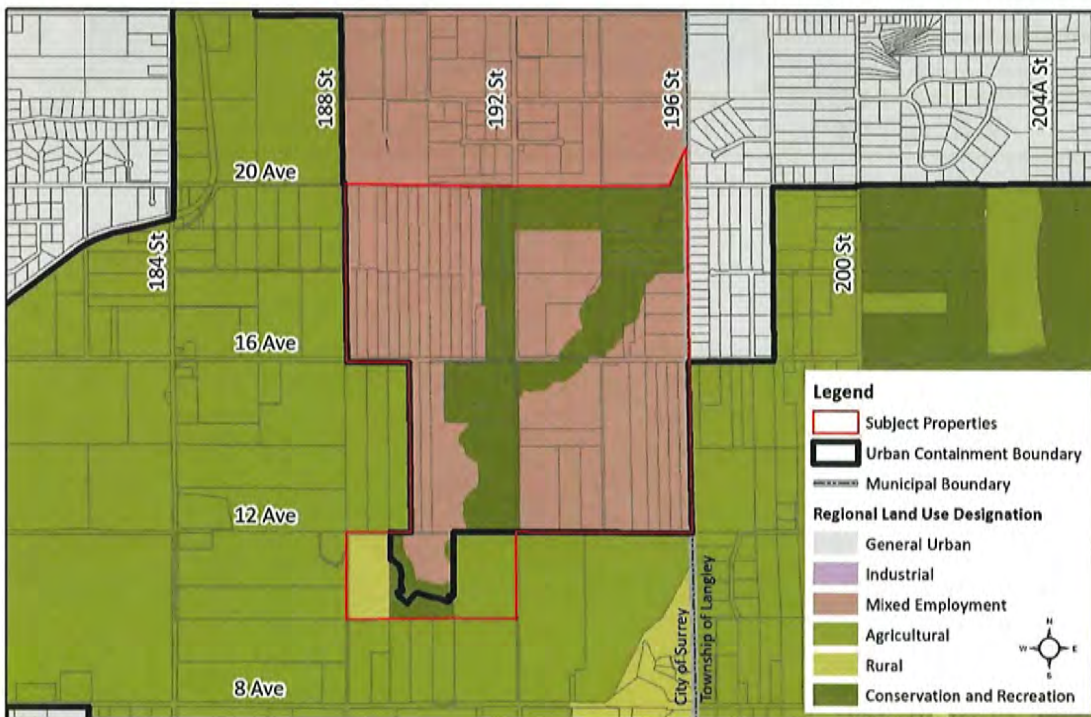 188 St
192 St
196 St
204A St
20 Ave
184 St
200 St
16 Ave
12 Ave
8 Ave
City of Surrey
Township of Langley
Legend
Subject Properties
Urban Containment Boundary
Municipal Boundary
Regional Land Use Designation
General Urban
Industrial
Mixed Employment
Agricultural
Rural
Conservation and Recreation
N
W
E
S